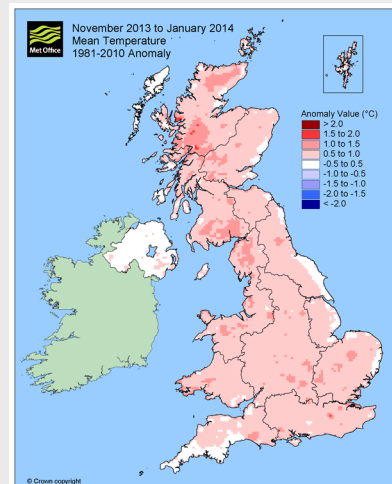 Met Office
November 2013 to January 2014
Mean Temperature
1981-2010 Anomaly
Anomaly Value (°C)
> 2.0
1.5 to 2.0
1.0 to 1.5
0.5 to 1.0
-0.5 to 0.5
-1.0 to -0.5
-1.5 to -1.0
-2.0 to -1.5
< -2.0
© Crown copyright